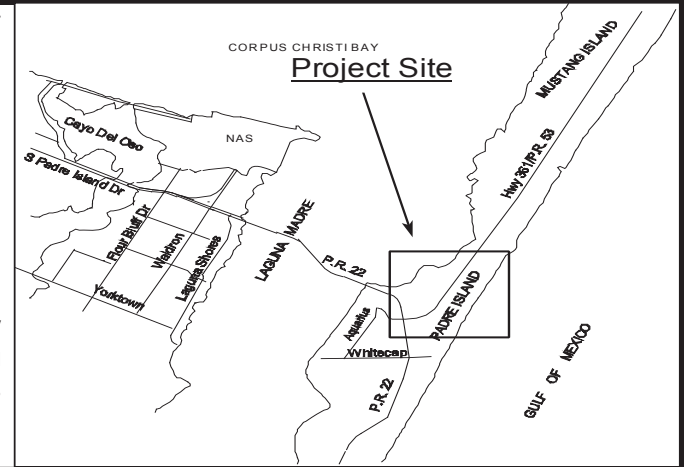 CORPUS CHRISTI BAY
Project Site
MUSTANG ISLAND
Cayo Del Oso
NAS
Hwy 361/P.R. 53
S Padre Island Dr
Flour Bluff Dr
Waldron
Laguna Shores
LAGUNA MADRE
P.R. 22
Yorktown
Aquarius
PADRE ISLAND
Whitecap
P.R. 22
GULF OF MEXICO